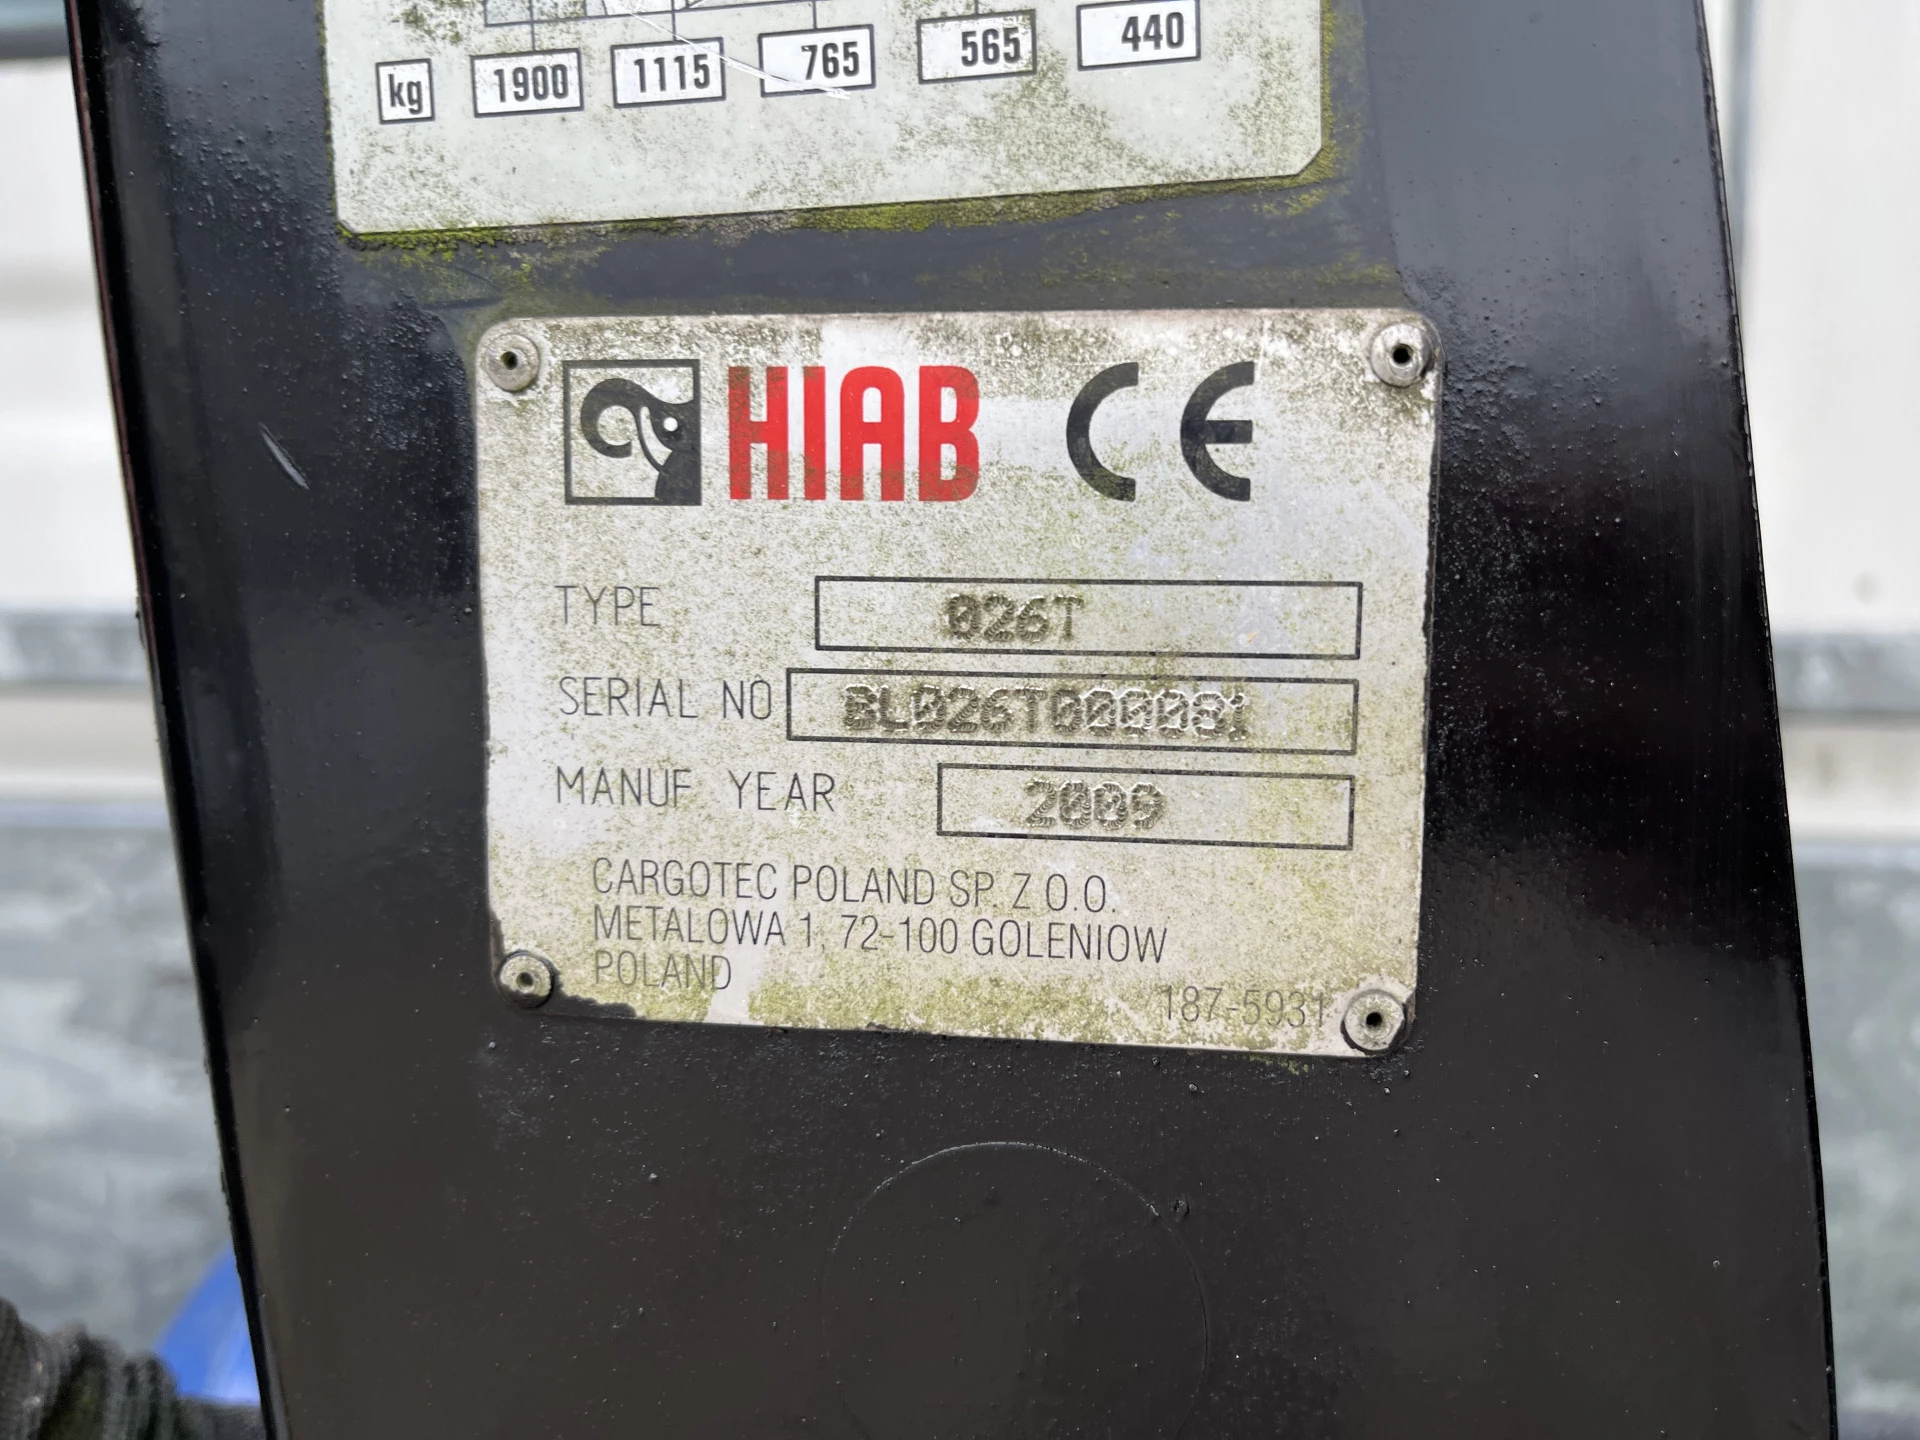 kg 1900 1115 765 565 440
HIAB CE
TYPE 026T
SERIAL NO
MANUF YEAR 2009
CARGOTEC POLAND SP. Z O.O.
METALOWA 1, 72-100 GOLENIOW
POLAND
187-5931